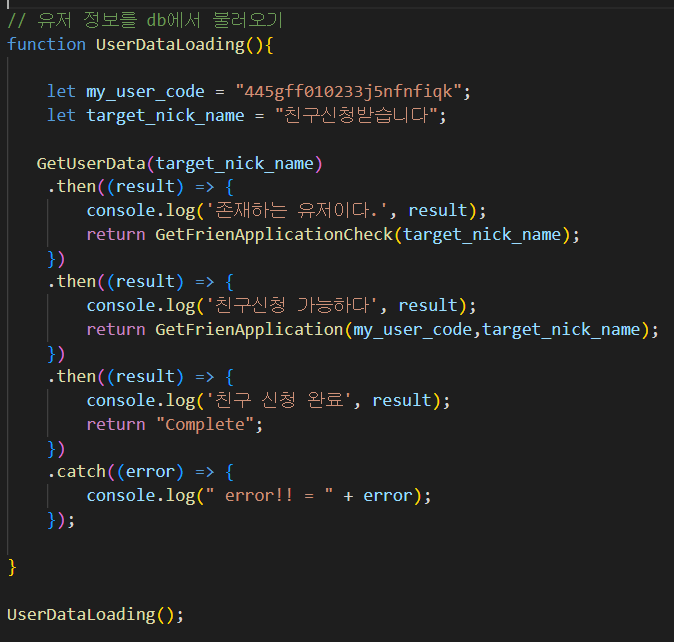 // 유저 정보를 db에서 불러오기
function UserDataLoading(){
let my_user_code = "445gff010233j5nfnfiqk";
let target_nick_name = "친구신청받습니다";
GetUserData(target_nick_name)
.then((result) => {
console.log('존재하는 유저이다.', result);
return GetFrienApplicationCheck(target_nick_name);
})
.then((result) => {
console.log('친구신청 가능하다', result);
return GetFrienApplication(my_user_code,target_nick_name);
})
.then((result) => {
console.log('친구 신청 완료', result);
return "Complete";
})
.catch((error) => {
console.log(" error!! = " + error);
});
}
UserDataLoading();